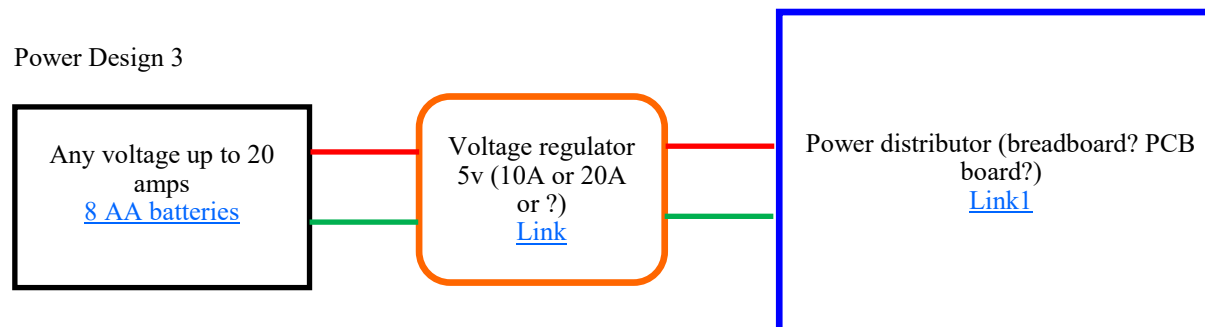 Power Design 3
Any voltage up to 20
amps
8 AA batteries
Voltage regulator
5v (10A or 20A
or ?)
Link
Power distributor (breadboard? PCB
board?)
Link1